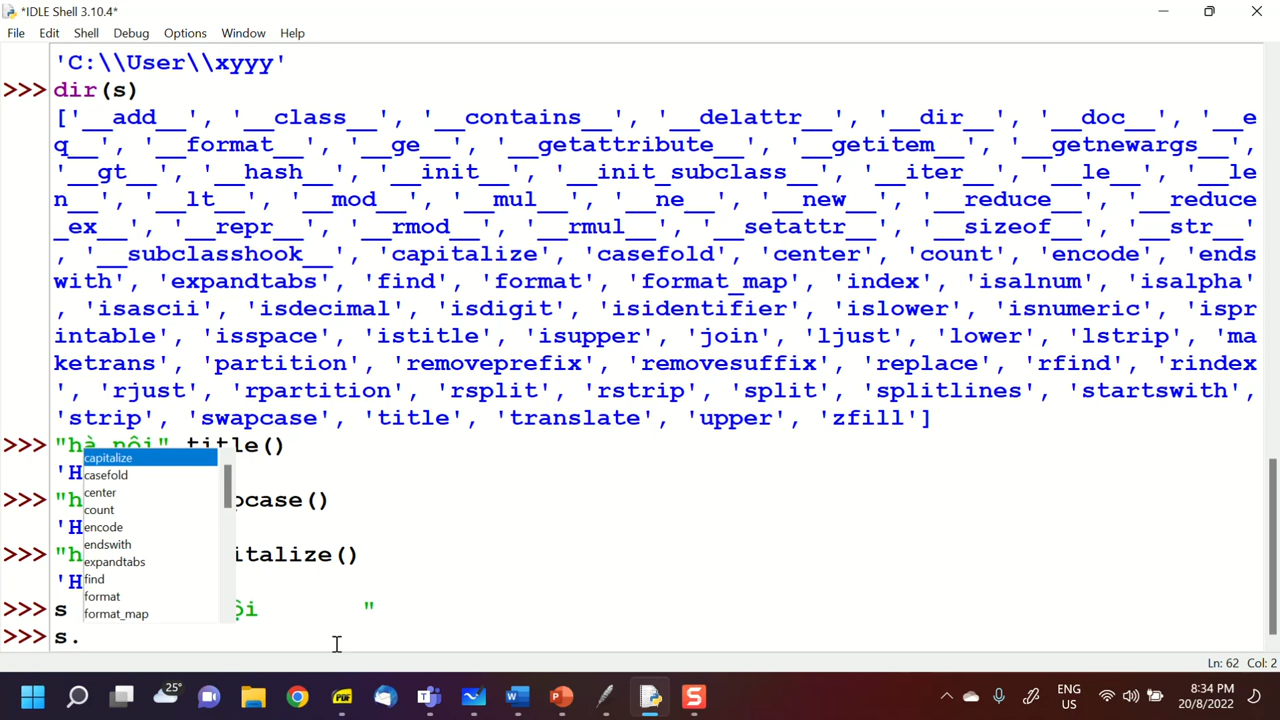 *IDLE Shell 3.10.4*
File Edit Shell Debug Options Window Help
'C:\\User\\xyyy'
>>> dir(s)
['__add__', '__class__', '__contains__', '__delattr__', '__dir__', '__doc__', '__e
q__', '__format__', '__ge__', '__getattribute__', '__getitem__', '__getnewargs__',
'__gt__', '__hash__', '__init__', '__init_subclass__', '__iter__', '__le__', '__le
n__', '__lt__', '__mod__', '__mul__', '__ne__', '__new__', '__reduce__', '__reduce
_ex__', '__repr__', '__rmod__', '__rmul__', '__setattr__', '__sizeof__', '__str__'
, '__subclasshook__', 'capitalize', 'casefold', 'center', 'count', 'encode', 'ends
with', 'expandtabs', 'find', 'format', 'format_map', 'index', 'isalnum', 'isalpha'
, 'isascii', 'isdecimal', 'isdigit', 'isidentifier', 'islower', 'isnumeric', 'ispr
intable', 'isspace', 'istitle', 'isupper', 'join', 'ljust', 'lower', 'lstrip', 'ma
ketrans', 'partition', 'removeprefix', 'removesuffix', 'replace', 'rfind', 'rindex
', 'rjust', 'rpartition', 'rsplit', 'rstrip', 'split', 'splitlines', 'startswith',
'strip', 'swapcase', 'title', 'translate', 'upper', 'zfill']
>>> "hà nội".title()
'H
>>> "h pcase()
'H
>>> "h italize()
'H
>>> s ội "
>>> s.
capitalize
casefold
center
count
encode
endswith
expandtabs
find
format
format_map
Ln: 62 Col: 2
25°
PDF
ENG
US
8:34 PM
20/8/2022